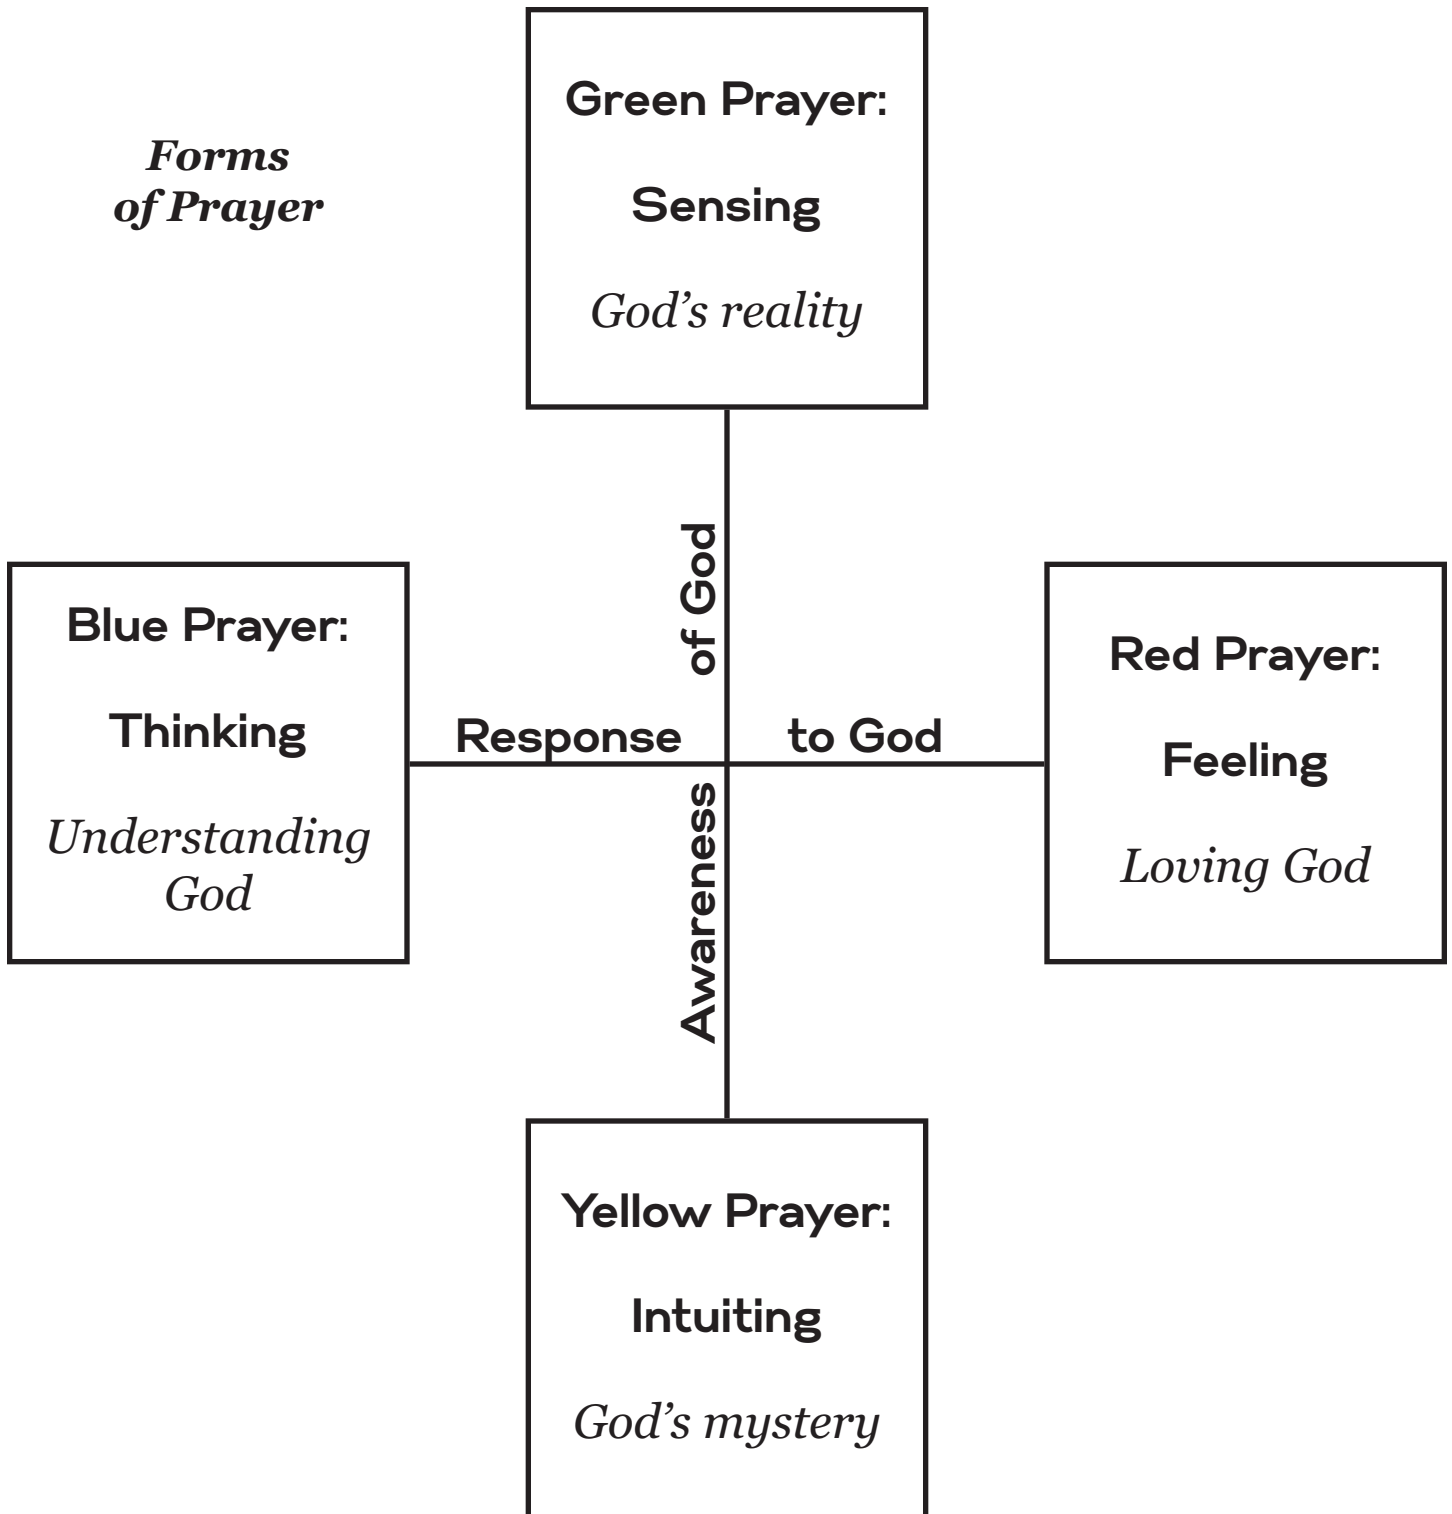 Forms
of Prayer
Green Prayer:
Sensing
God’s reality
Blue Prayer:
Thinking
Understanding
God
Response to God
Awareness of God
Red Prayer:
Feeling
Loving God
Yellow Prayer:
Intuiting
God’s mystery